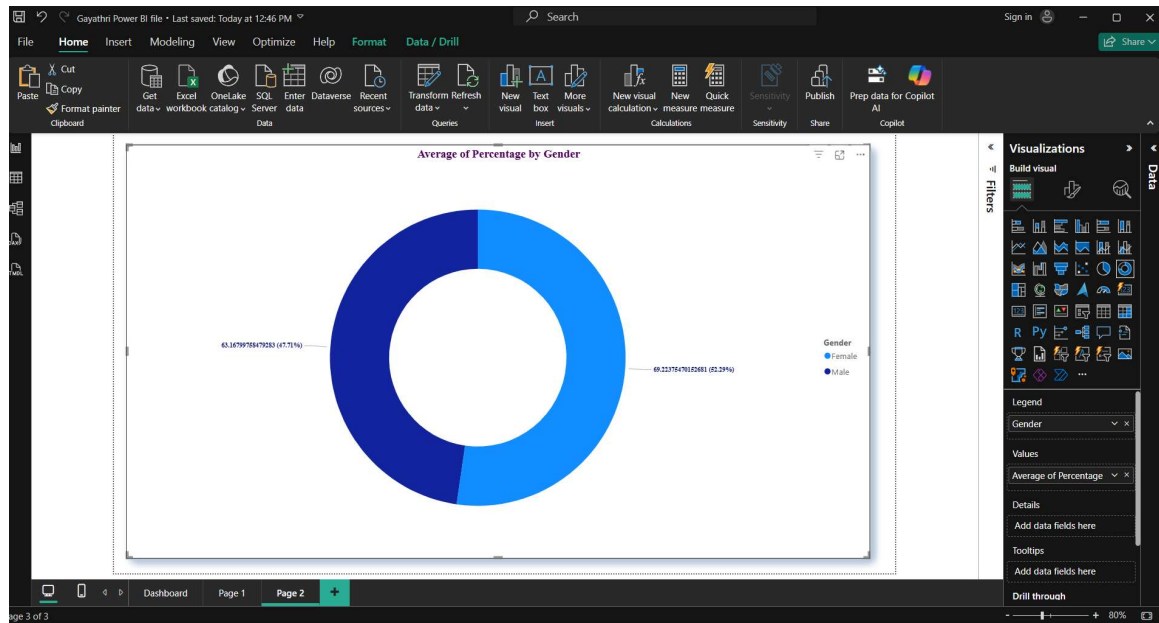 Gayathri Power BI file • Last saved: Today at 12:46 PM
Search
Sign in
File Home Insert Modeling View Optimize Help Format Data / Drill
Share
Paste
Cut
Copy
Format painter
Clipboard
Get data
Excel workbook
OneLake catalog
SQL Server
Enter data
Dataverse
Recent sources
Data
Transform data
Refresh
Queries
New visual
Text box
More visuals
Insert
New visual calculation
New measure
Quick measure
Calculations
Sensitivity
Sensitivity
Publish
Share
Prep data for AI
Copilot
Copilot
DAX
TMDL
Average of Percentage by Gender
63.16799758479283 (47.71%)
69.22375470152681 (52.29%)
Gender
Female
Male
Filters
Visualizations
Build visual
123
R Py
Legend
Gender
Values
Average of Percentage
Details
Add data fields here
Tooltips
Add data fields here
Drill through
Data
Dashboard Page 1 Page 2 +
age 3 of 3
- + 80%